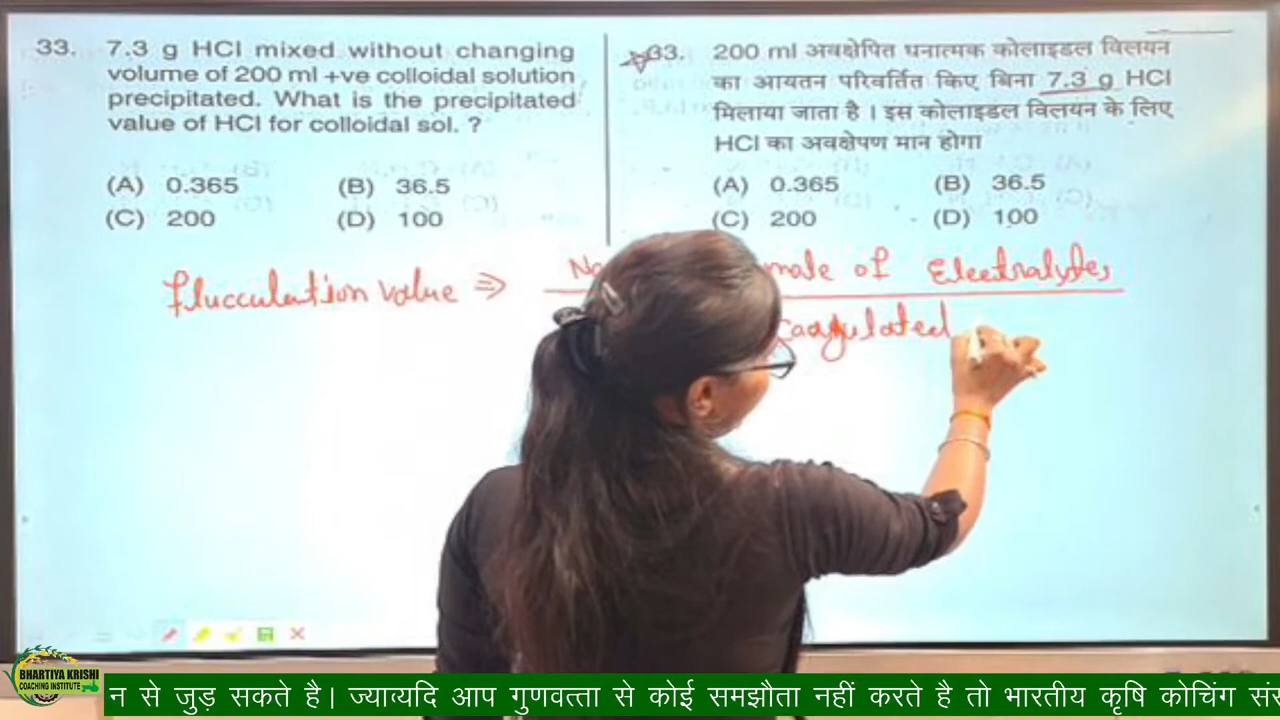 33. 7.3 g HCl mixed without changing
volume of 200 ml +ve colloidal solution
precipitated. What is the precipitated
value of HCl for colloidal sol. ?
(A) 0.365 (B) 36.5
(C) 200 (D) 100
33. 200 ml अवक्षेपित धनात्मक कोलाइडल विलयन
का आयतन परिवर्तित किए बिना 7.3 g HCl
मिलाया जाता है । इस कोलाइडल विलयन के लिए
HCl का अवक्षेपण मान होगा
(A) 0.365 (B) 36.5
(C) 200 (D) 100
flucculation value ⇒
of Electralytes
Coagulated
BHARTIYA KRISHI
COACHING INSTITUTE
न से जुड़ सकते है। ज्याय्यदि आप गुणवत्ता से कोई समझौता नहीं करते है तो भारतीय कृषि कोचिंग